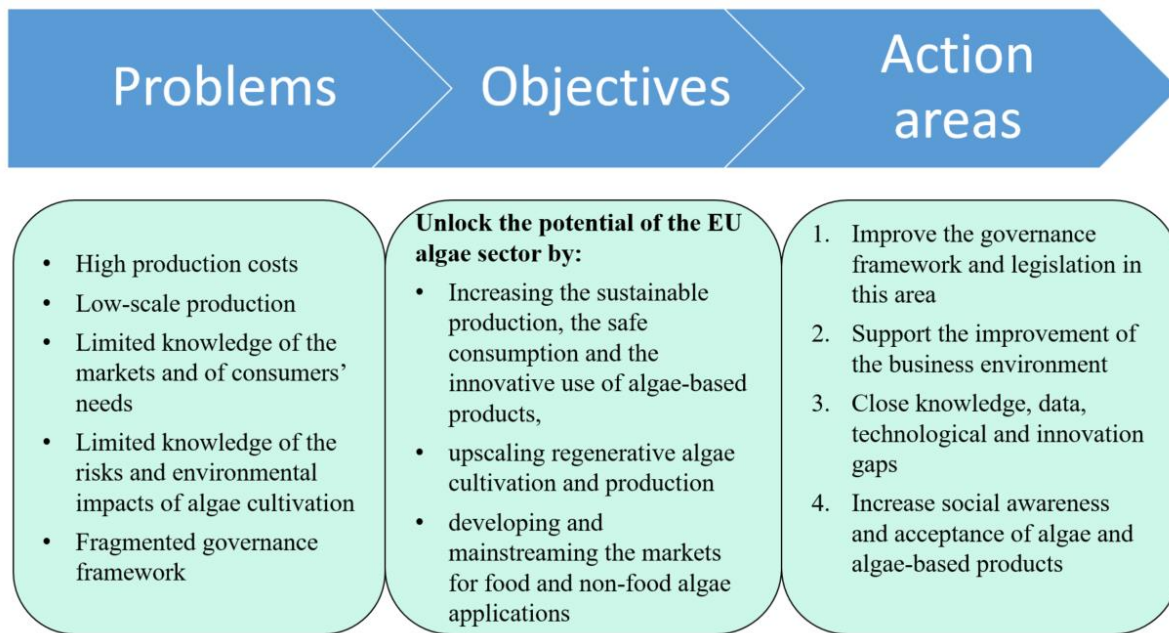 Problems
Objectives
Action
areas
• High production costs
• Low-scale production
• Limited knowledge of the
markets and of consumers’
needs
• Limited knowledge of the
risks and environmental
impacts of algae cultivation
• Fragmented governance
framework
Unlock the potential of the EU
algae sector by:
• Increasing the sustainable
production, the safe
consumption and the
innovative use of algae-based
products,
• upscaling regenerative algae
cultivation and production
• developing and
mainstreaming the markets
for food and non-food algae
applications
1. Improve the governance
framework and legislation in
this area
2. Support the improvement of
the business environment
3. Close knowledge, data,
technological and innovation
gaps
4. Increase social awareness
and acceptance of algae and
algae-based products